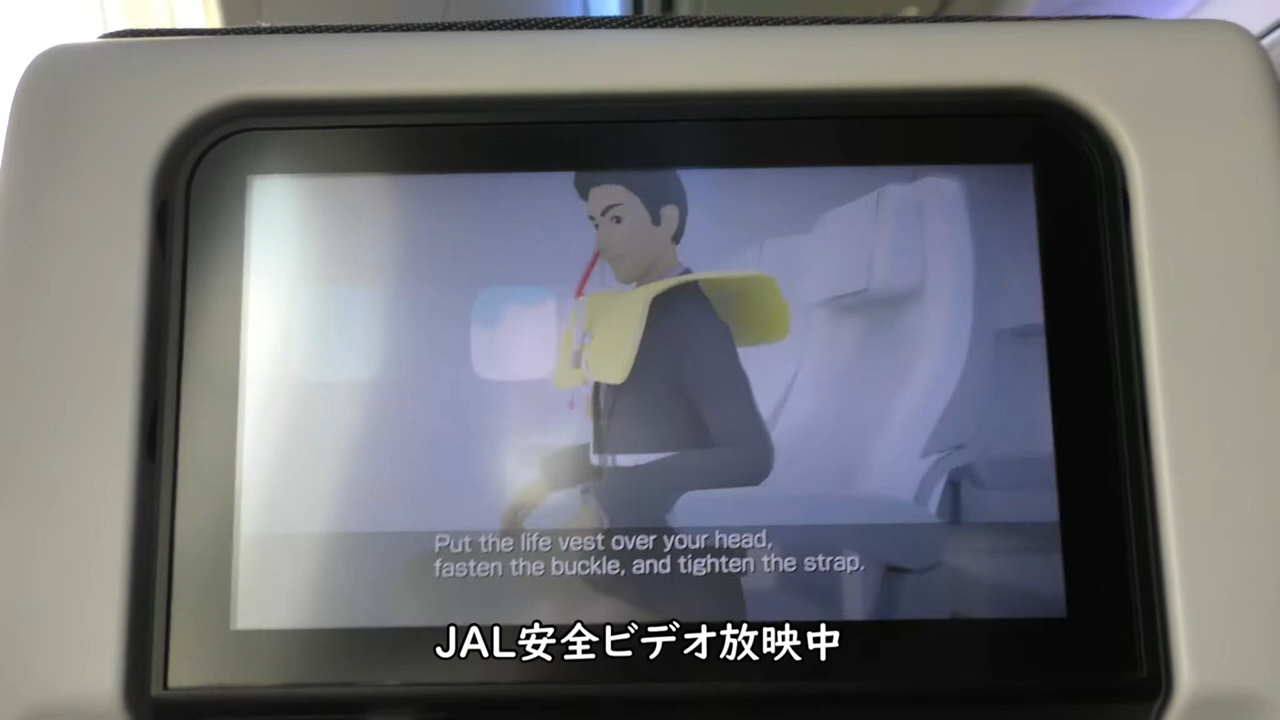 Put the life vest over your head,
fasten the buckle, and tighten the strap.
JAL安全ビデオ放映中